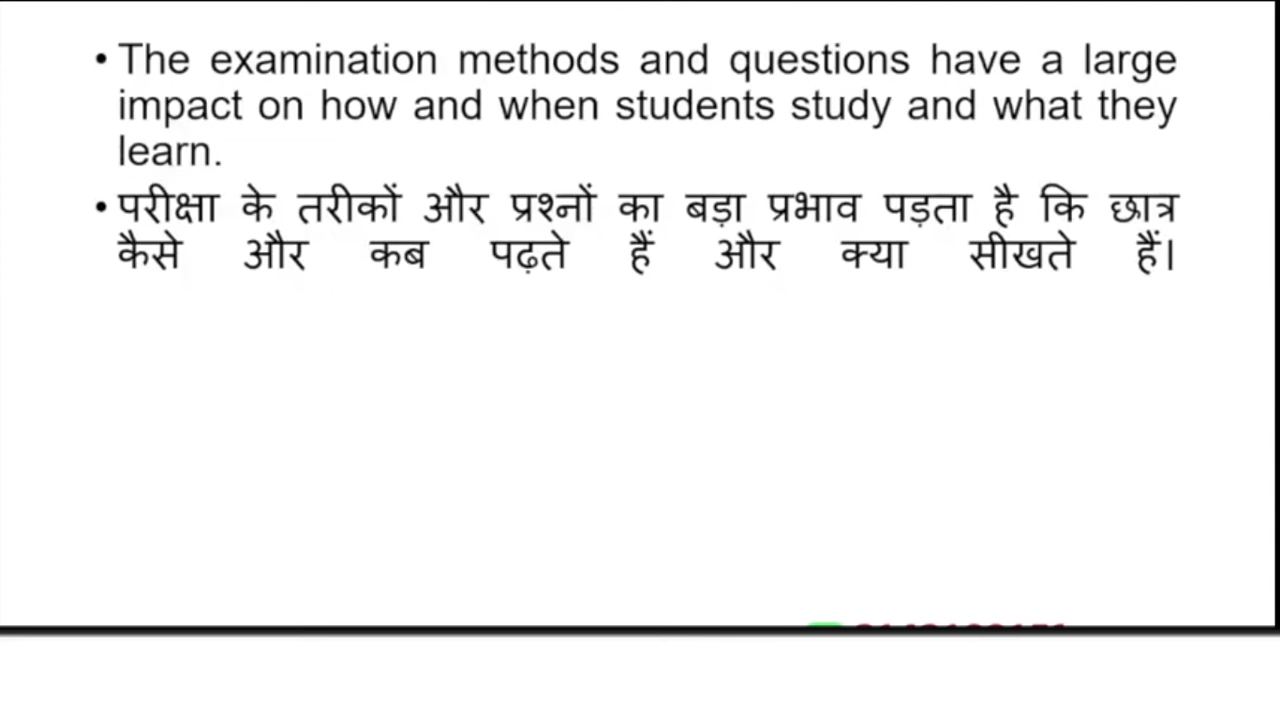 • The examination methods and questions have a large
impact on how and when students study and what they
learn.
• परीक्षा के तरीकों और प्रश्नों का बड़ा प्रभाव पड़ता है कि छात्र
कैसे और कब पढ़ते हैं और क्या सीखते हैं।